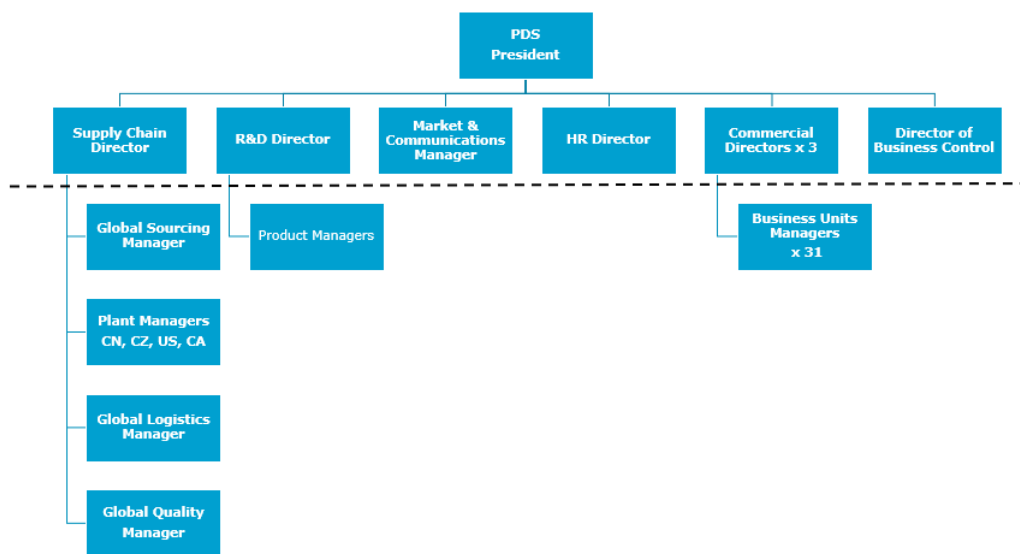 PDS
President
Supply Chain
Director
R&D Director
Market &
Communications
Manager
HR Director
Commercial
Directors x 3
Director of
Business Control
Global Sourcing
Manager
Product Managers
Business Units
Managers
x 31
Plant Managers
CN, CZ, US, CA
Global Logistics
Manager
Global Quality
Manager